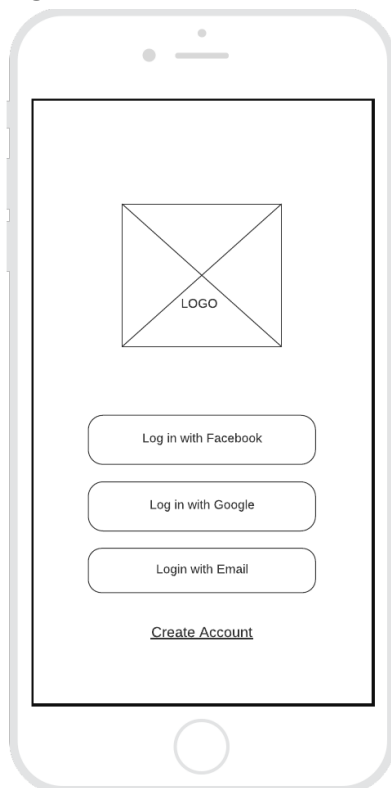 LOGO
Log in with Facebook
Log in with Google
Login with Email
Create Account